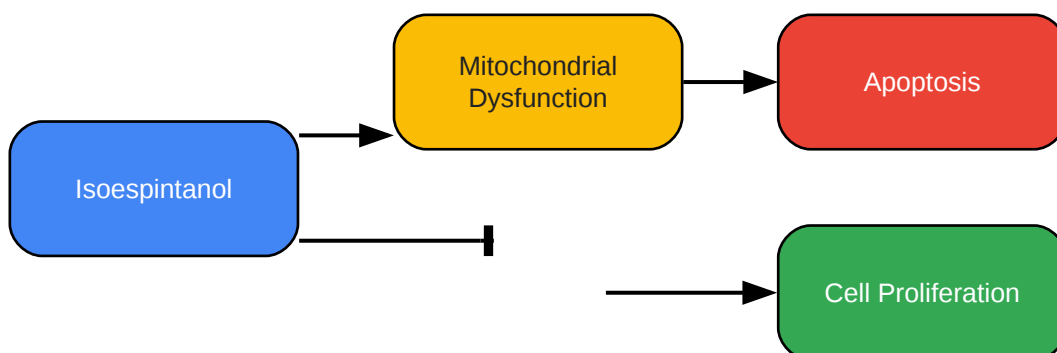 Isoespintanol
Mitochondrial
Dysfunction
Apoptosis
Cell Proliferation